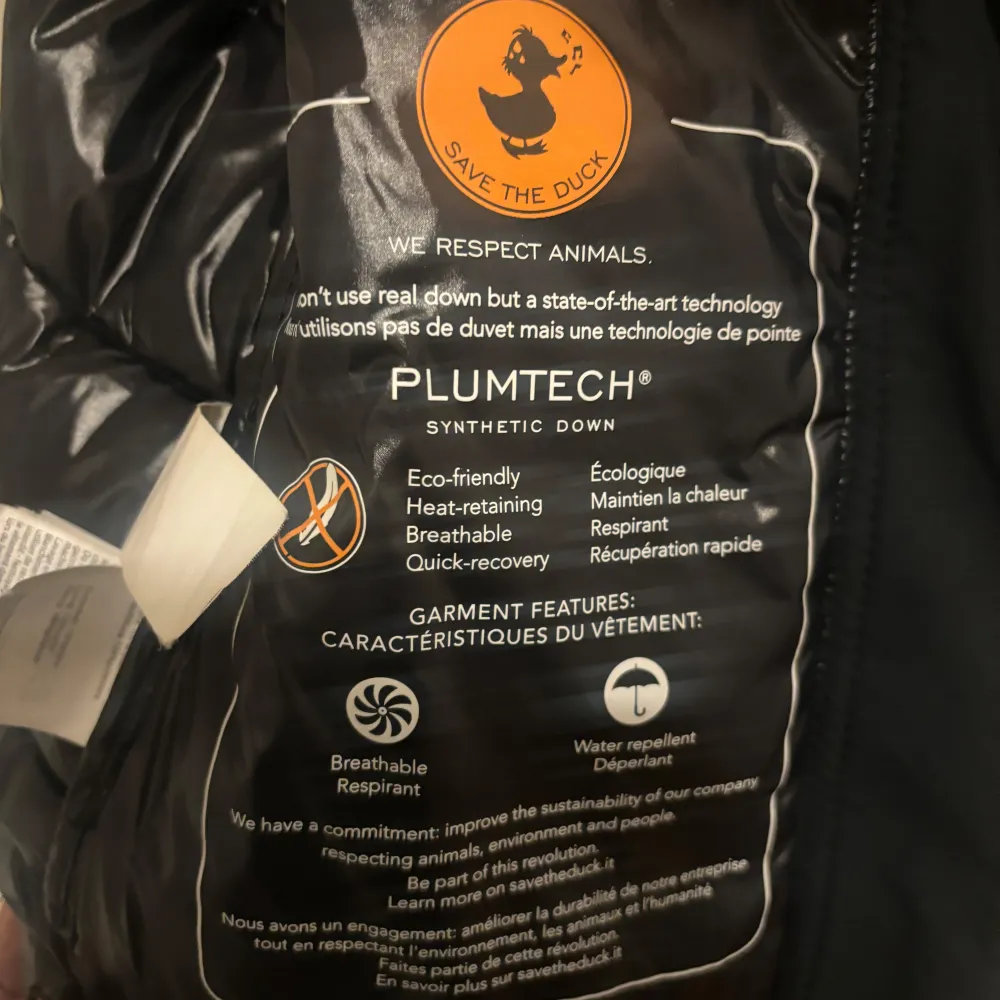 SAVE THE DUCK
WE RESPECT ANIMALS.
on't use real down but a state-of-the-art technology
n'utilisons pas de duvet mais une technologie de pointe
PLUMTECH®
SYNTHETIC DOWN
Eco-friendly
Heat-retaining
Breathable
Quick-recovery
Écologique
Maintien la chaleur
Respirant
Récupération rapide
GARMENT FEATURES:
CARACTÉRISTIQUES DU VÊTEMENT:
Breathable
Respirant
Water repellent
Déperlant
We have a commitment: improve the sustainability of our company
respecting animals, environment and people.
Be part of this revolution.
Learn more on savetheduck.it
Nous avons un engagement: améliorer la durabilité de notre entreprise
tout en respectant l'environnement, les animaux et l'humanité
Faites partie de cette révolution.
En savoir plus sur savetheduck.it